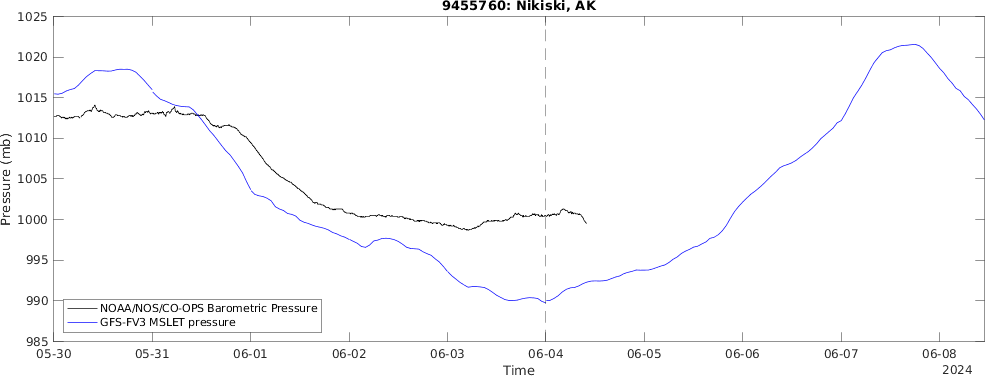 9455760: Nikiski, AK
Pressure (mb)
1025
1020
1015
1010
1005
1000
995
990
985
NOAA/NOS/CO-OPS Barometric Pressure
GFS-FV3 MSLET pressure
05-30 05-31 06-01 06-02 06-03 06-04 06-05 06-06 06-07 06-08
Time
2024